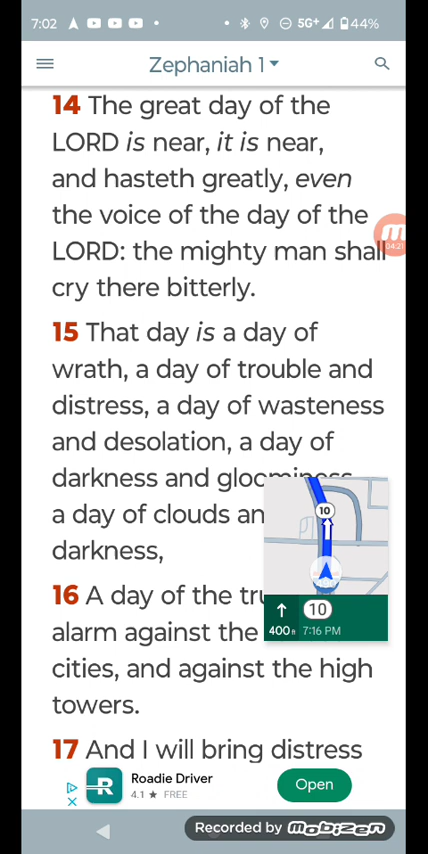 7:02 5G+ 44%
Zephaniah 1
14 The great day of the
LORD is near, it is near,
and hasteth greatly, even
the voice of the day of the
LORD: the mighty man shall
04:21
cry there bitterly.
15 That day is a day of
wrath, a day of trouble and
distress, a day of wasteness
and desolation, a day of
darkness and gloominess,
a day of clouds an
darkness,
10
16 A day of the tru
alarm against the
10
400 ft 7:16 PM
cities, and against the high
towers.
17 And I will bring distress
R
Roadie Driver
4.1 ★ FREE
Open
Recorded by mobizen